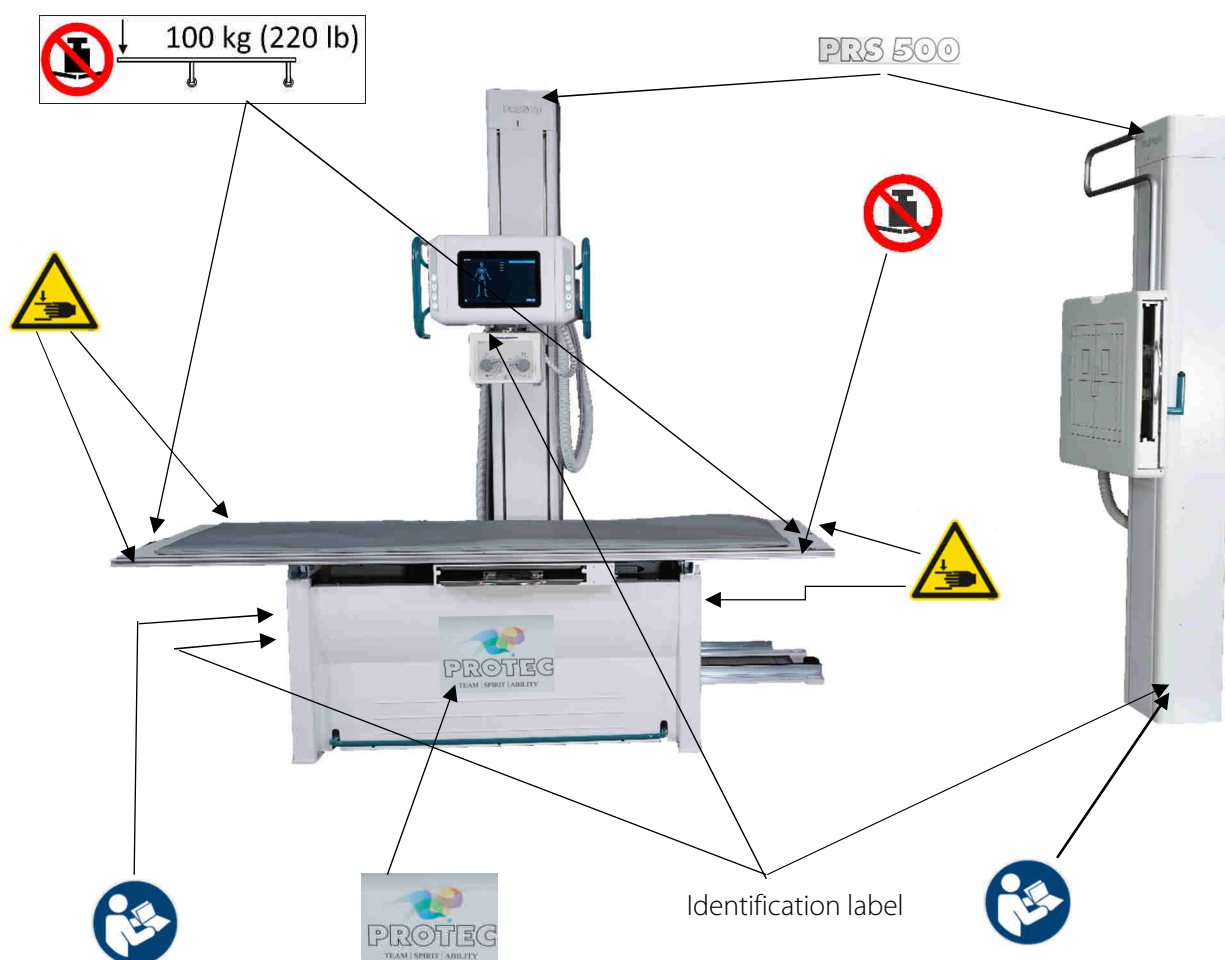 100 kg (220 lb)
PRS 500
PROTEC
TEAM | SPIRIT | ABILITY
Identification label
PROTEC
TEAM | SPIRIT | ABILITY